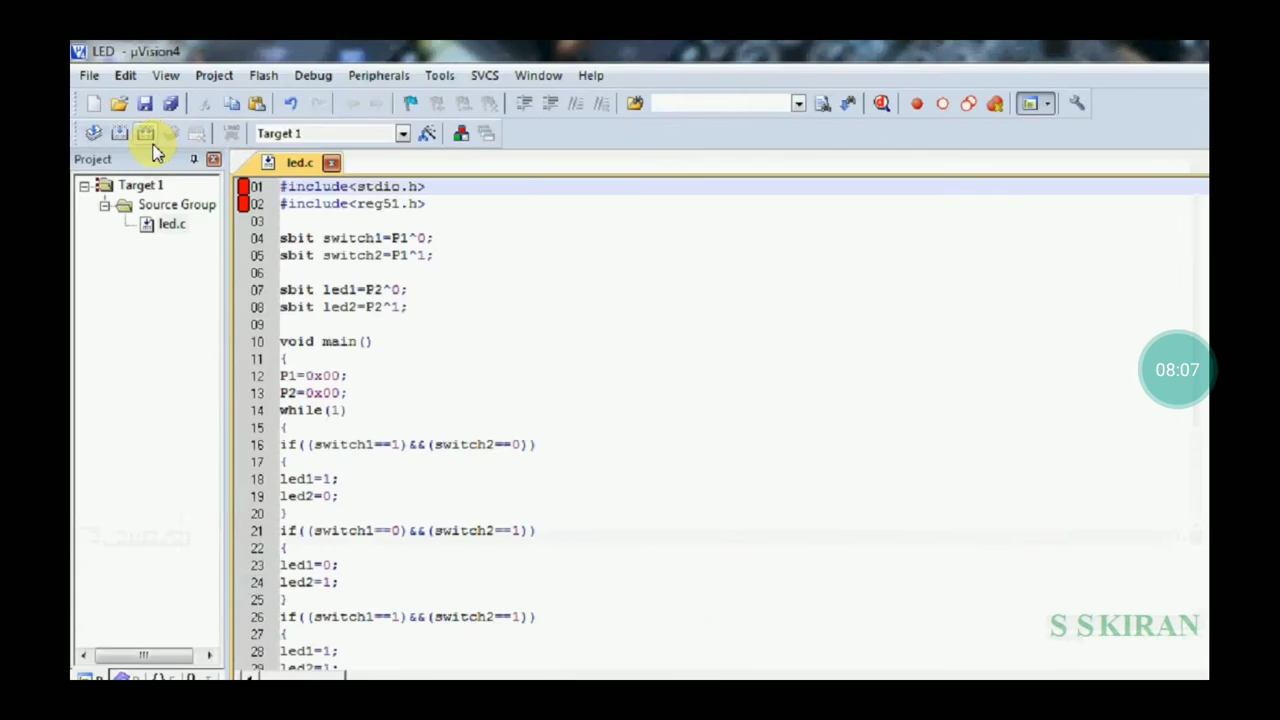 LED - µVision4
File Edit View Project Flash Debug Peripherals Tools SVCS Window Help
LOAD Target 1
Project led.c
Target 1
Source Group
led.c
01 #include<stdio.h>
02 #include<reg51.h>
03
04 sbit switch1=P1^0;
05 sbit switch2=P1^1;
06
07 sbit led1=P2^0;
08 sbit led2=P2^1;
09
10 void main()
11 {
12 P1=0x00;
13 P2=0x00;
14 while(1)
15 {
16 if((switch1==1)&&(switch2==0))
17 {
18 led1=1;
19 led2=0;
20 }
21 if((switch1==0)&&(switch2==1))
22 {
23 led1=0;
24 led2=1;
25 }
26 if((switch1==1)&&(switch2==1))
27 {
28 led1=1;
29 led2=1;
08:07
S S KIRAN